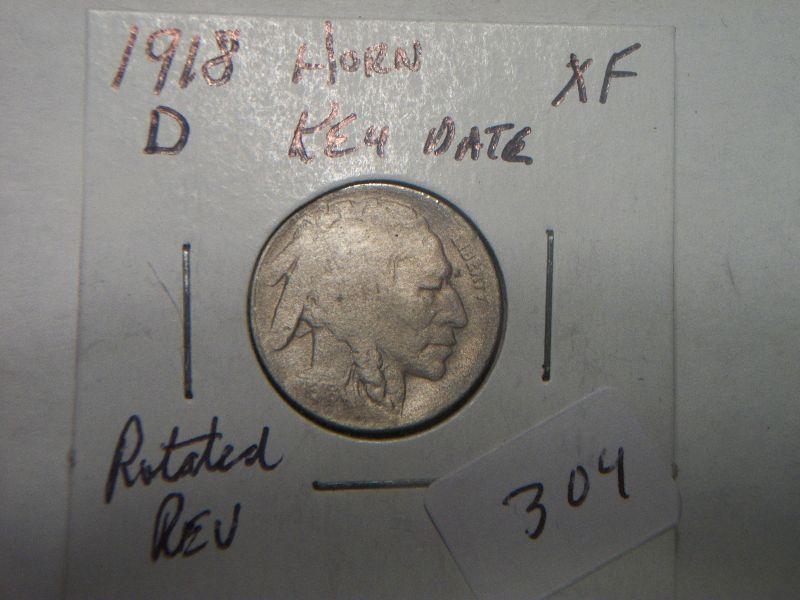 1918 HORN XF
D KEY DATE
LIBERTY
Rotated
REV
304